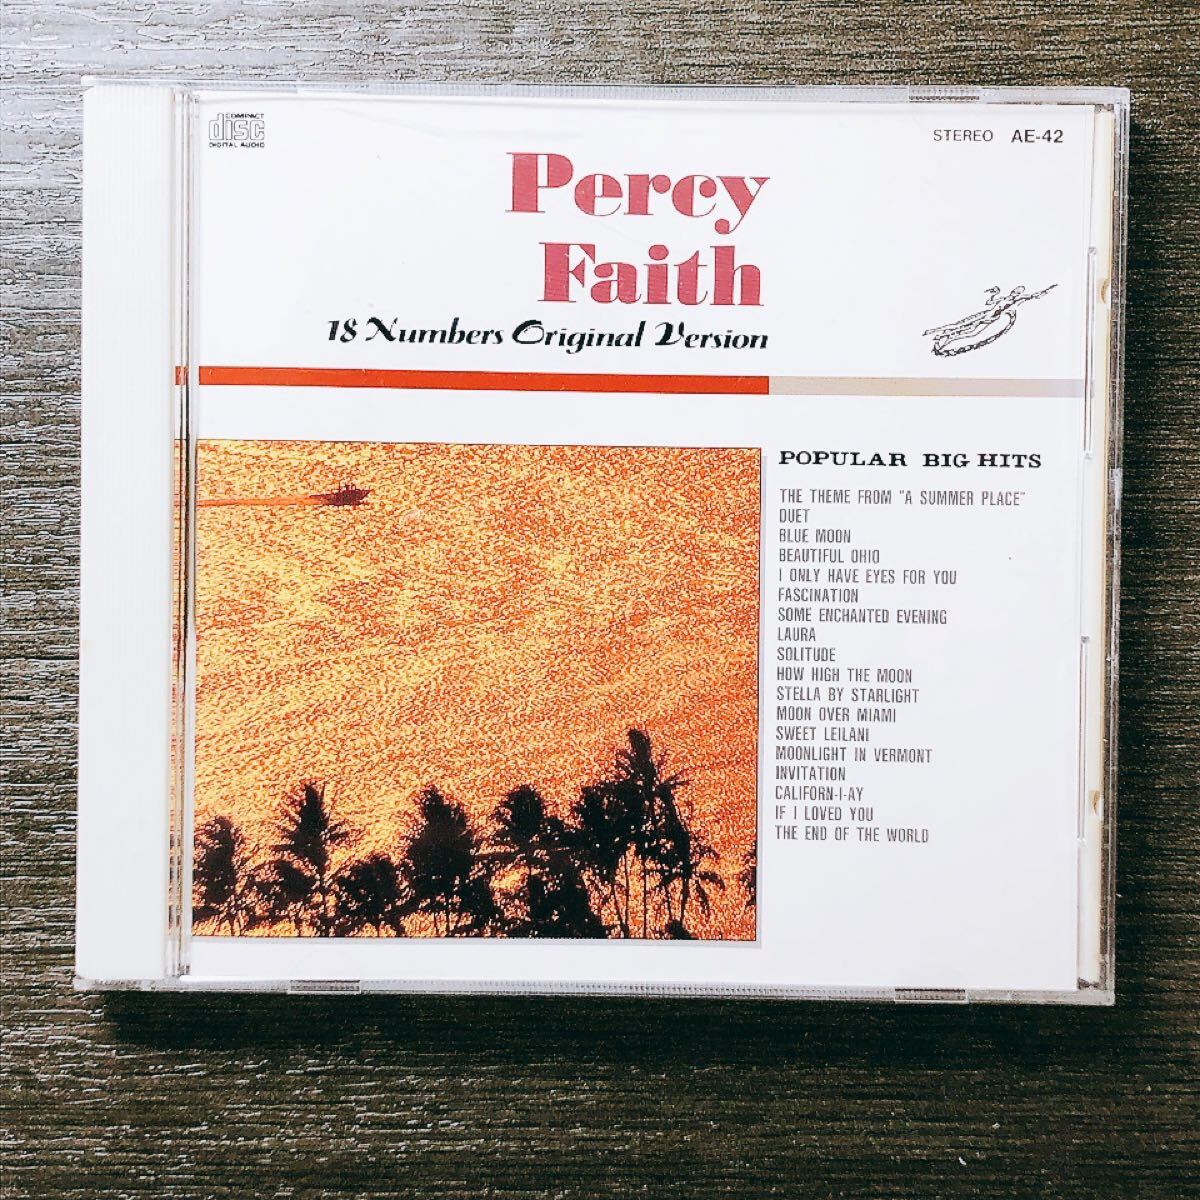 COMPACT
disc
DIGITAL AUDIO
STEREO AE-42
Percy
Faith
18 Numbers Original Version
POPULAR BIG HITS
THE THEME FROM "A SUMMER PLACE"
DUET
BLUE MOON
BEAUTIFUL OHIO
I ONLY HAVE EYES FOR YOU
FASCINATION
SOME ENCHANTED EVENING
LAURA
SOLITUDE
HOW HIGH THE MOON
STELLA BY STARLIGHT
MOON OVER MIAMI
SWEET LEILANI
MOONLIGHT IN VERMONT
INVITATION
CALIFORN-I-AY
IF I LOVED YOU
THE END OF THE WORLD